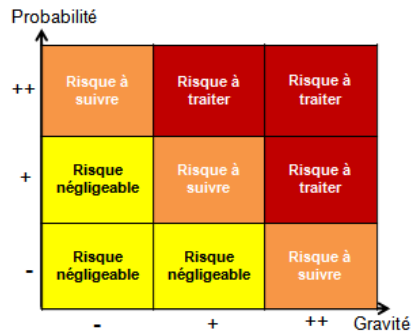 Probabilité
++
Risque à
suivre
Risque à
traiter
Risque à
traiter
+
Risque
négligeable
Risque à
suivre
Risque à
traiter
-
Risque
négligeable
Risque
négligeable
Risque à
suivre
-
+
++
Gravité